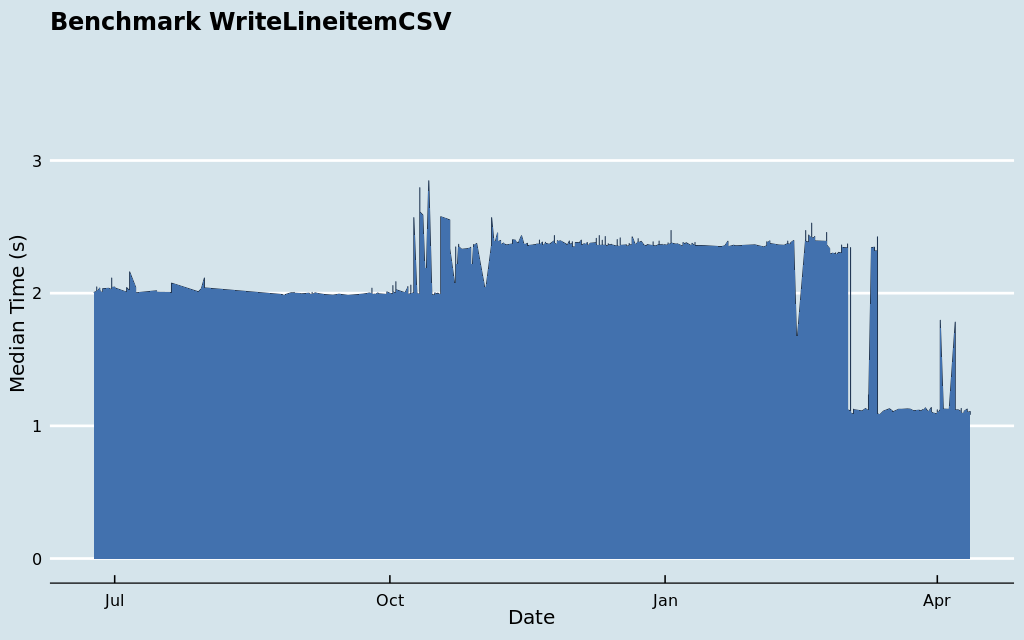 Benchmark WriteLineitemCSV
Median Time (s)
3
2
1
0
Jul
Oct
Jan
Apr
Date